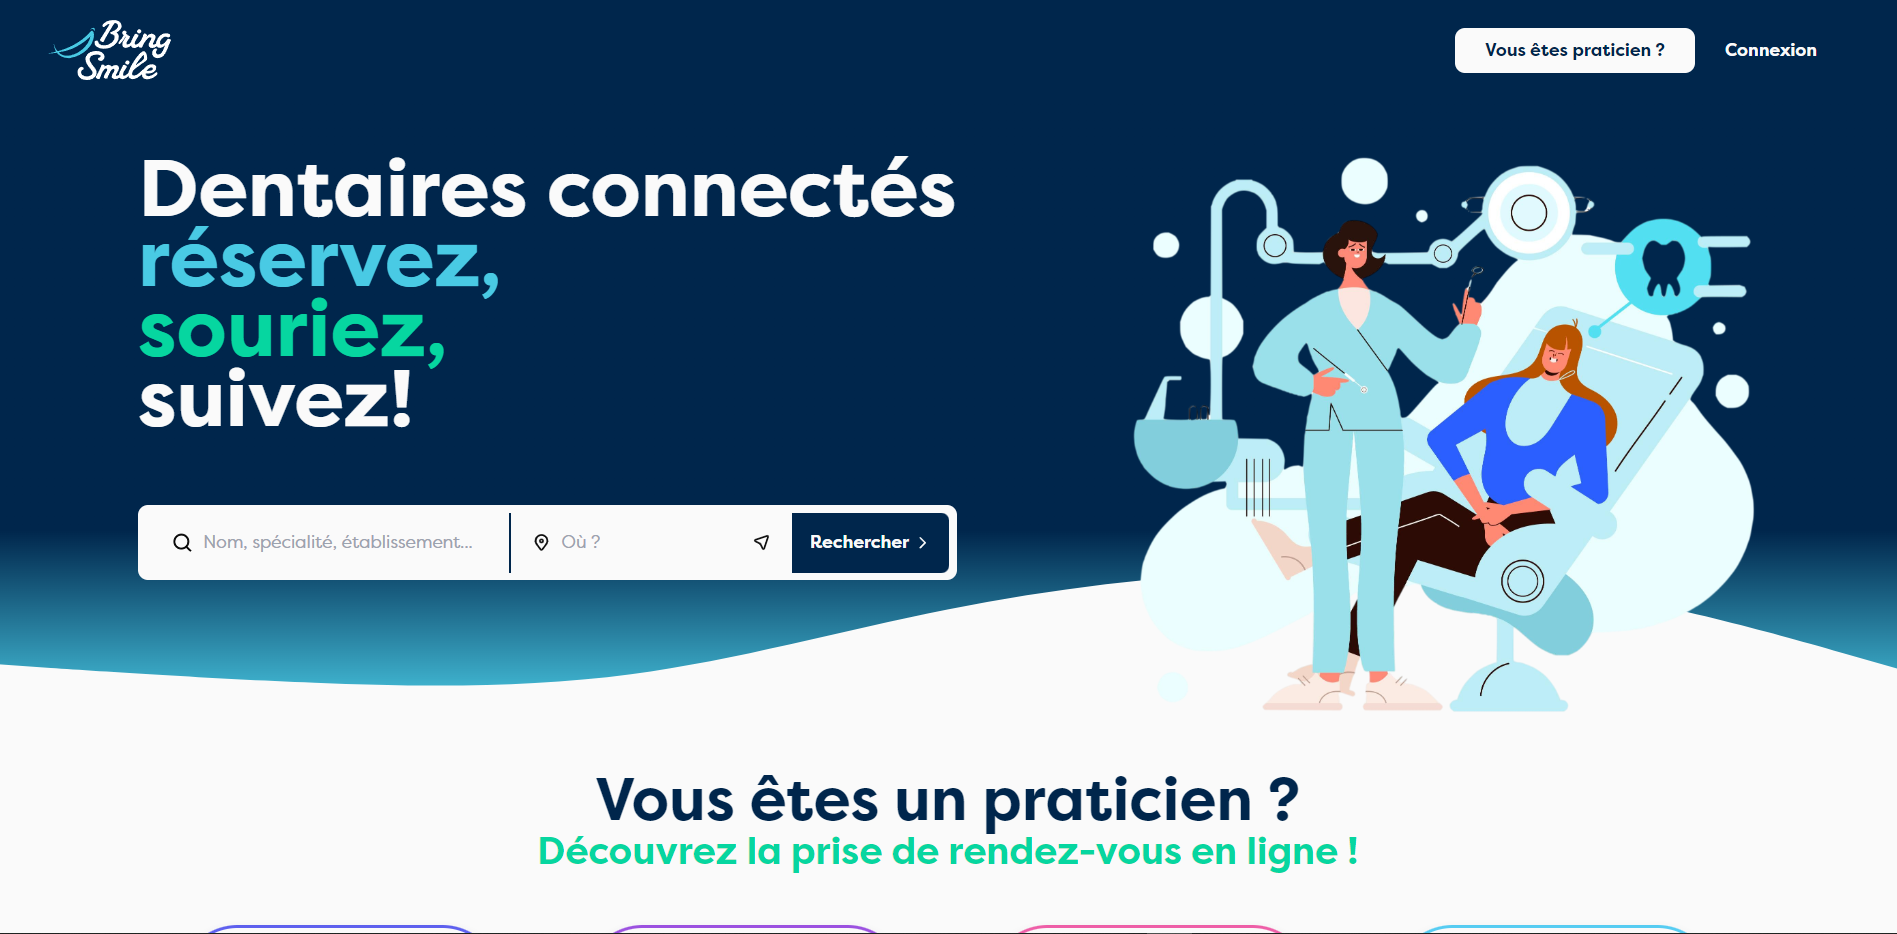 Bring
Smile
Vous êtes praticien ?
Connexion
Dentaires connectés
réservez,
souriez,
suivez!
Nom, spécialité, établissement...
Où ?
Rechercher
Vous êtes un praticien ?
Découvrez la prise de rendez-vous en ligne !